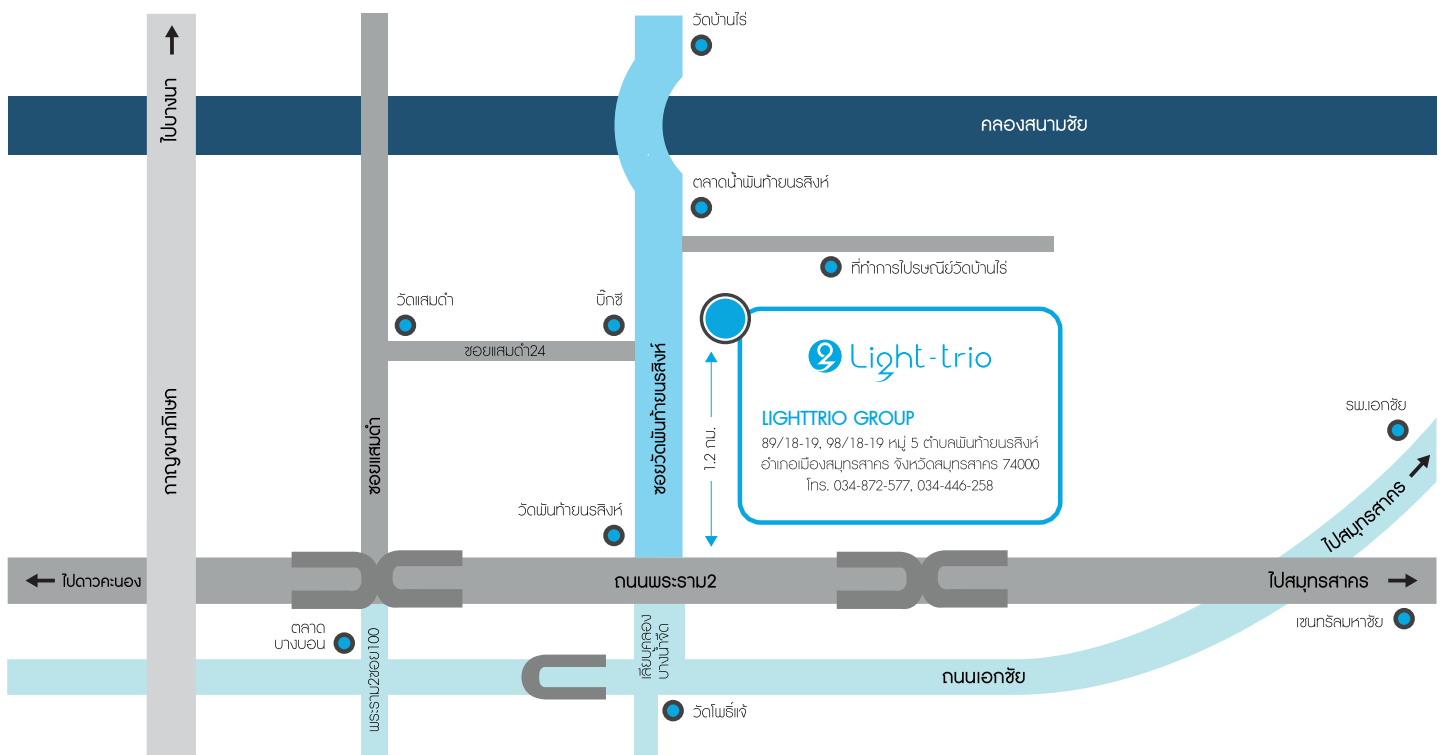 วัดบ้านไร่
ไปบางนา
คลองสนามชัย
ตลาดน้ำพันท้ายนรสิงห์
ที่ทำการไปรษณีย์วัดบ้านไร่
วัดแสมดำ
บิ๊กซี
ซอยแสมดำ24
Light-trio
LIGHTTRIO GROUP
89/18-19, 98/18-19 หมู่ 5 ตำบลพันท้ายนรสิงห์
อำเภอเมืองสมุทรสาคร จังหวัดสมุทรสาคร 74000
โทร. 034-872-577, 034-446-258
1.2 กม.
กาญจนาภิเษก
ซอยแสมดำ
ซอยวัดพันท้ายนรสิงห์
รพ.เอกชัย
วัดพันท้ายนรสิงห์
ไปสมุทรสาคร
ไปดาวคะนอง
ถนนพระราม2
ไปสมุทรสาคร
เซนทรัลมหาชัย
ตลาด
บางบอน
พระราม2ซอย100
เลียบคลอง
บางน้ำจืด
ถนนเอกชัย
วัดโพธิ์แจ้